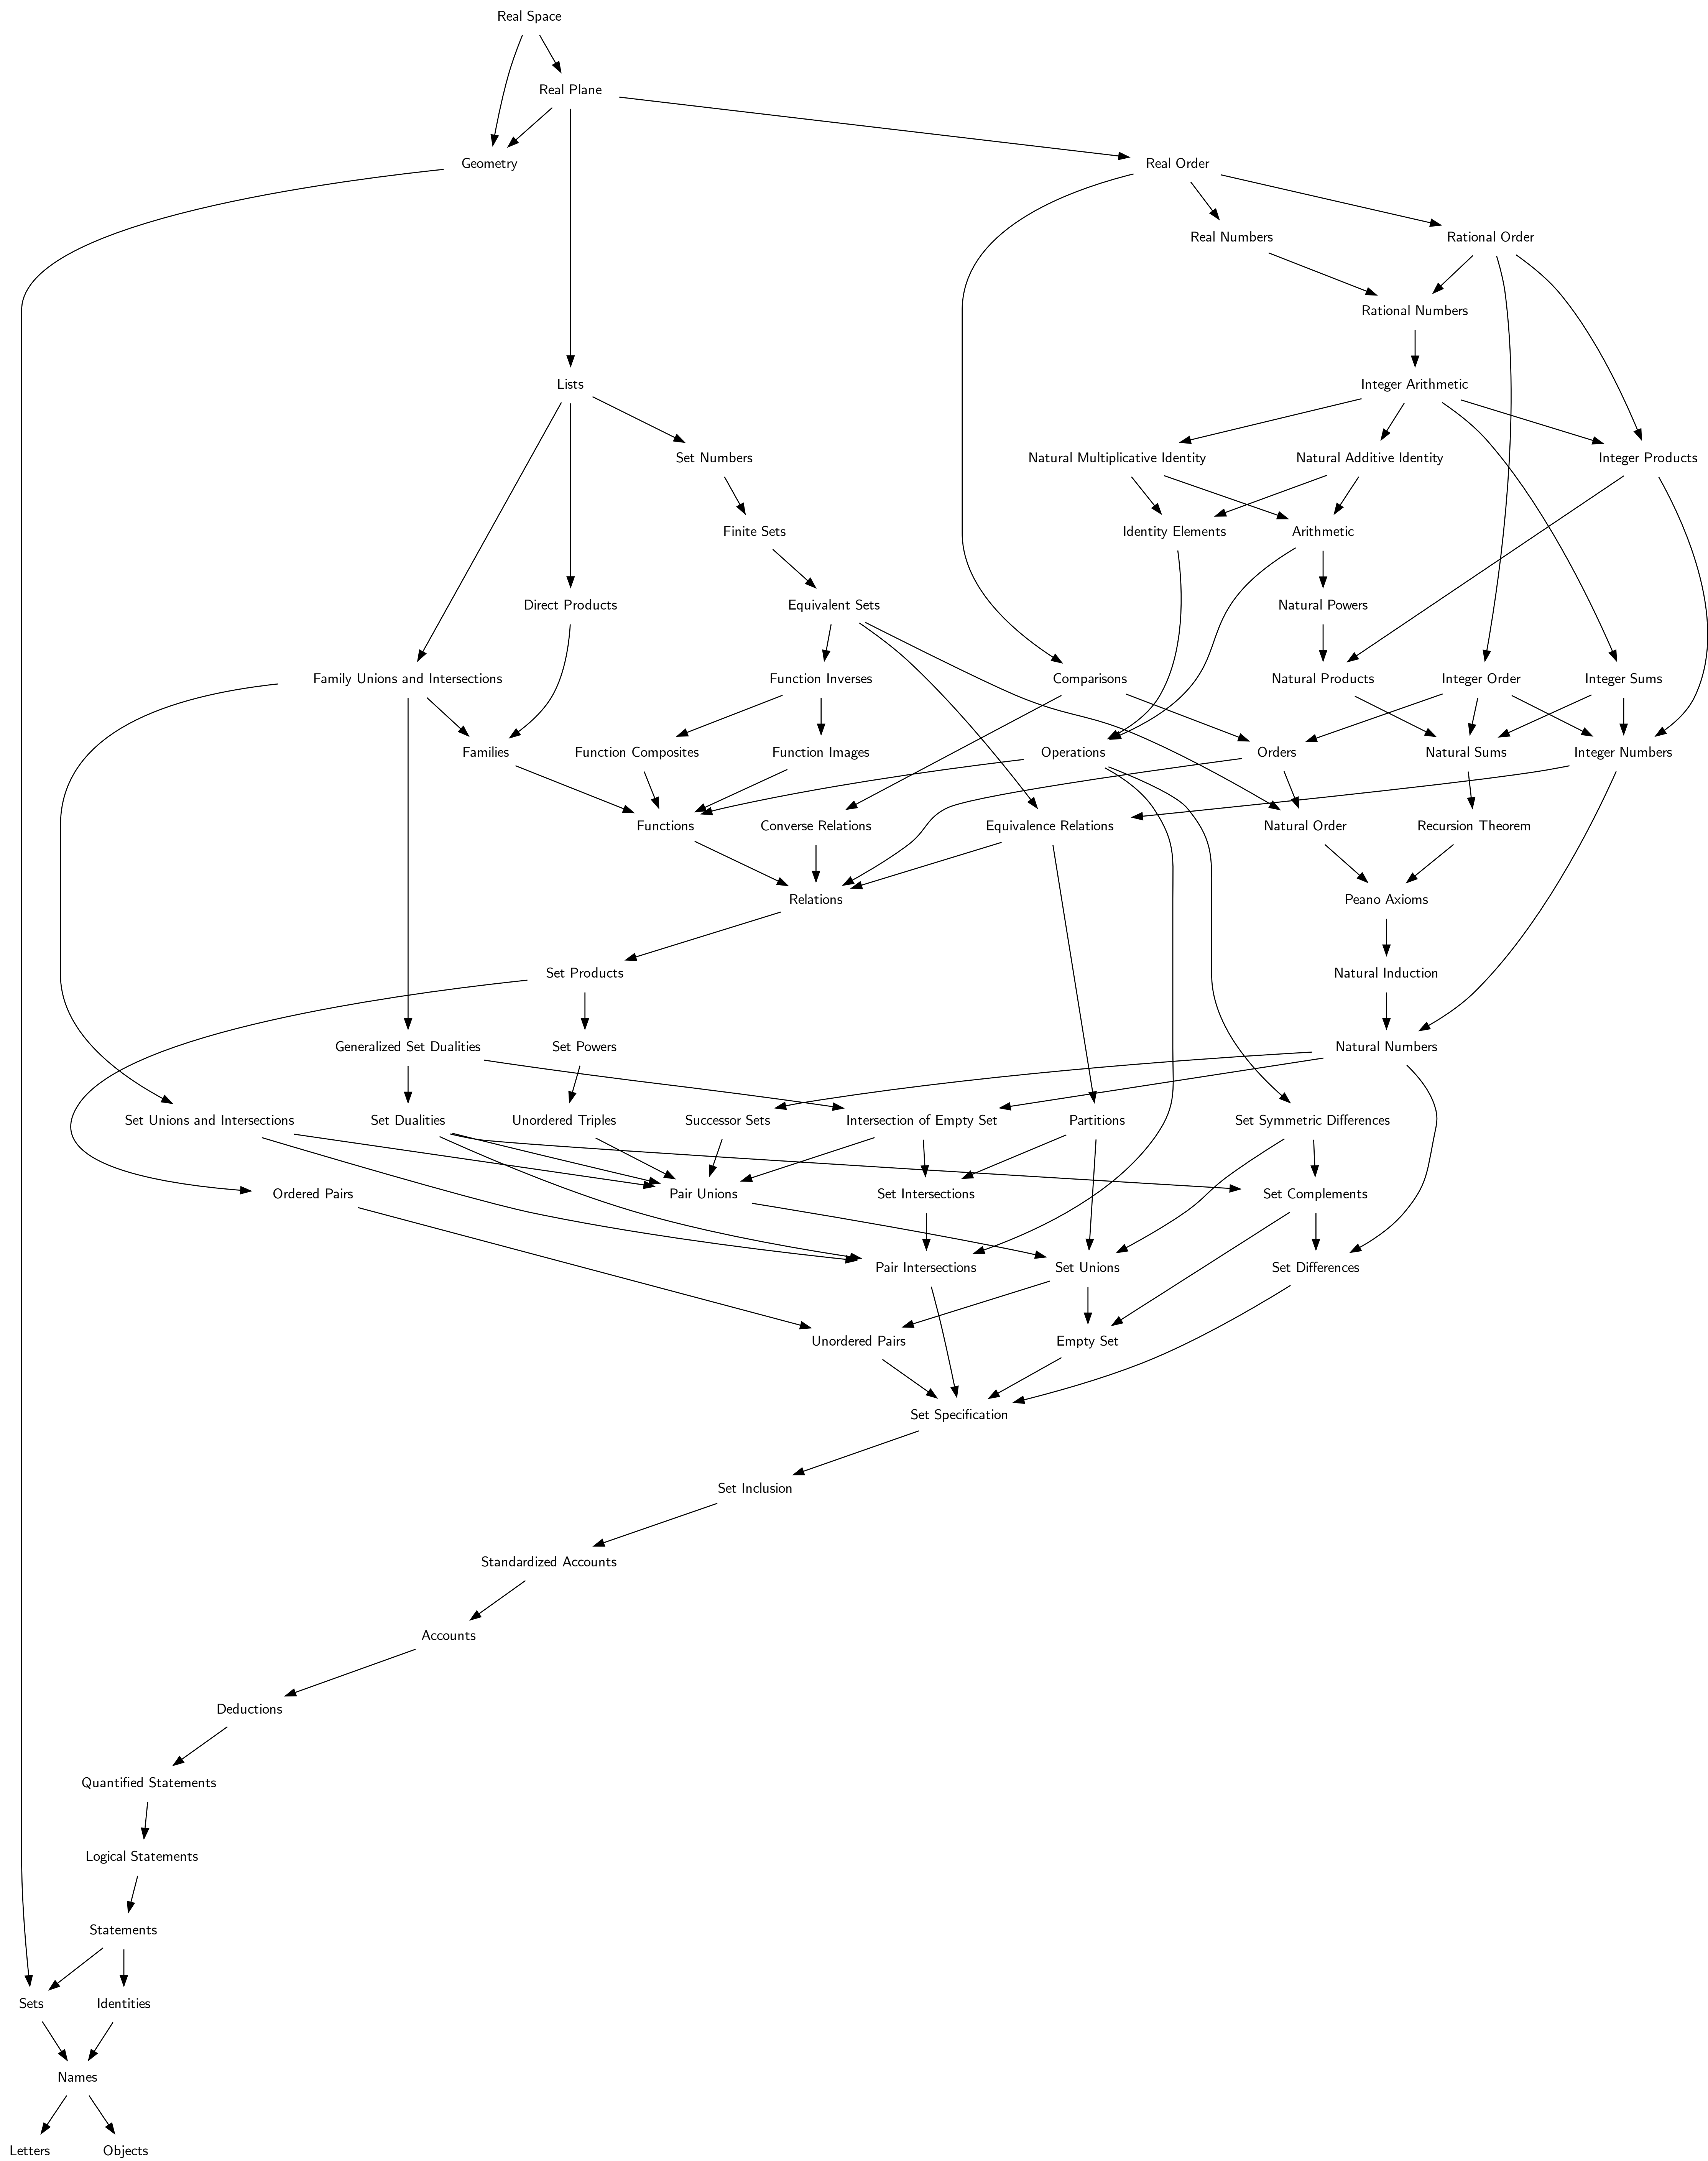 Real Space
Real Plane
Geometry
Real Order
Real Numbers
Rational Order
Rational Numbers
Lists
Integer Arithmetic
Set Numbers
Natural Multiplicative Identity
Natural Additive Identity
Integer Products
Finite Sets
Identity Elements
Arithmetic
Direct Products
Equivalent Sets
Natural Powers
Family Unions and Intersections
Function Inverses
Comparisons
Natural Products
Integer Order
Integer Sums
Families
Function Composites
Function Images
Operations
Orders
Natural Sums
Integer Numbers
Functions
Converse Relations
Equivalence Relations
Natural Order
Recursion Theorem
Relations
Peano Axioms
Set Products
Natural Induction
Generalized Set Dualities
Set Powers
Natural Numbers
Set Unions and Intersections
Set Dualities
Unordered Triples
Successor Sets
Intersection of Empty Set
Partitions
Set Symmetric Differences
Ordered Pairs
Pair Unions
Set Intersections
Set Complements
Pair Intersections
Set Unions
Set Differences
Unordered Pairs
Empty Set
Set Specification
Set Inclusion
Standardized Accounts
Accounts
Deductions
Quantified Statements
Logical Statements
Statements
Sets
Identities
Names
Letters
Objects